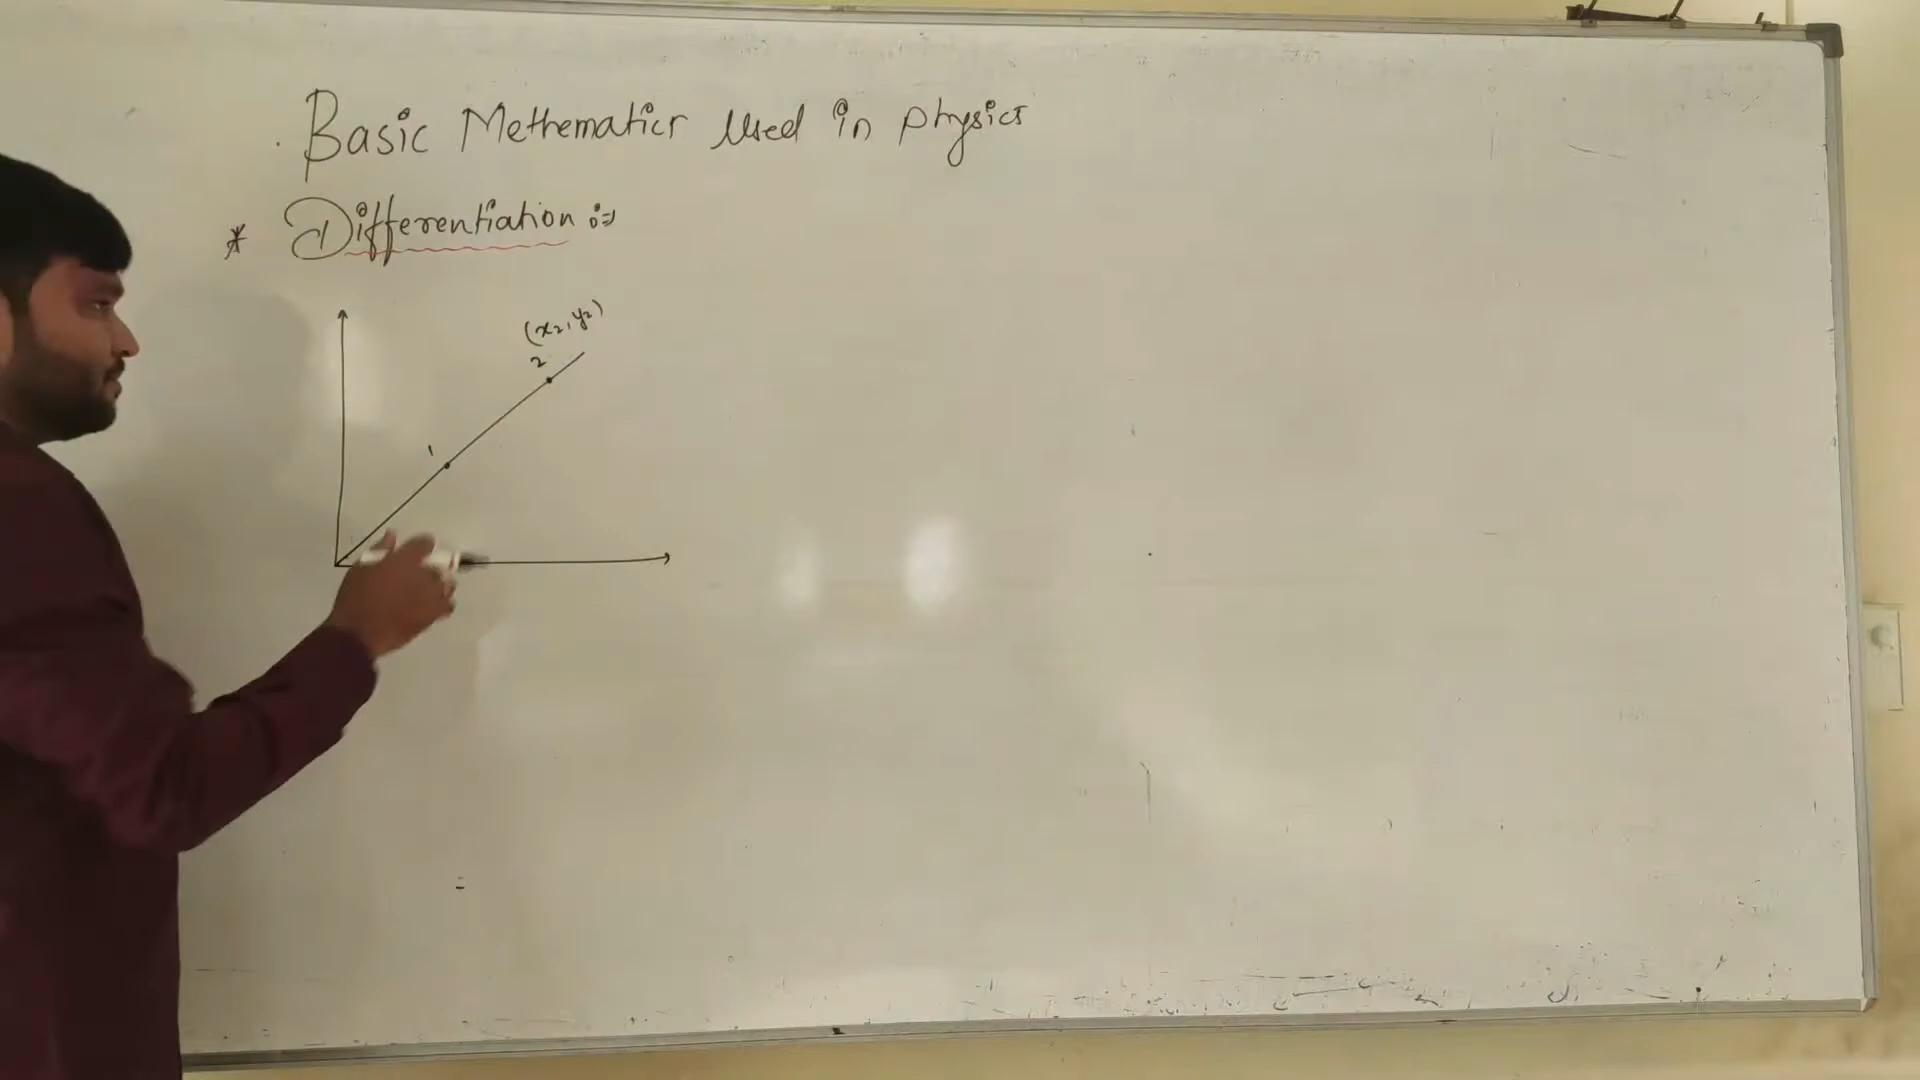 Basic Methematics Used in physics
* Differentiation :=)
(x₂, y₂)
2
1